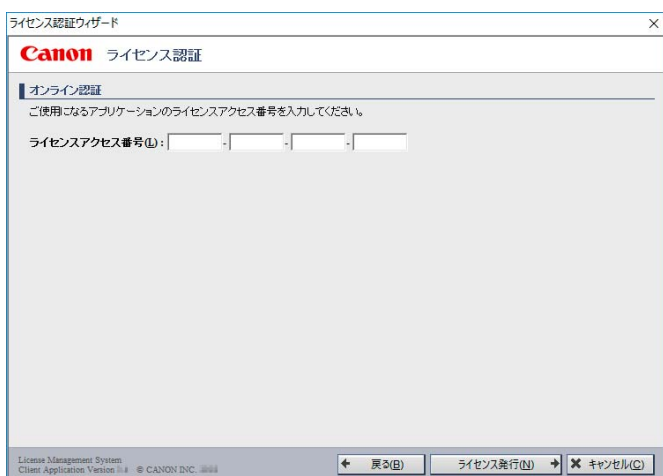 ライセンス認証ウィザード
Canon ライセンス認証
オンライン認証
ご使用になるアプリケーションのライセンスアクセス番号を入力してください。
ライセンスアクセス番号(L): - - -
License Management System
Client Application Version © CANON INC.
戻る(B) ライセンス発行(N) キャンセル(C)